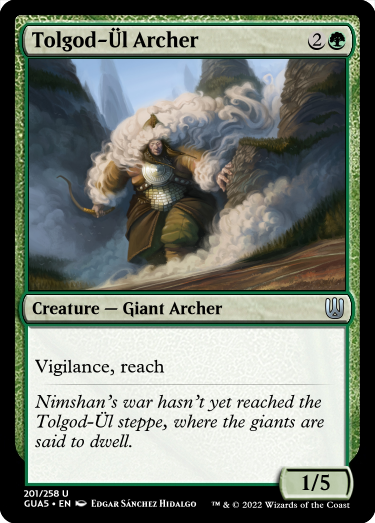 Tolgod-Ül Archer 2
Creature — Giant Archer
Vigilance, reach
Nimshan's war hasn't yet reached the
Tolgod-Ül steppe, where the giants are
said to dwell.
1/5
201/258 U
GUA5 • EN Edgar Sánchez Hidalgo ™ & © 2022 Wizards of the Coast